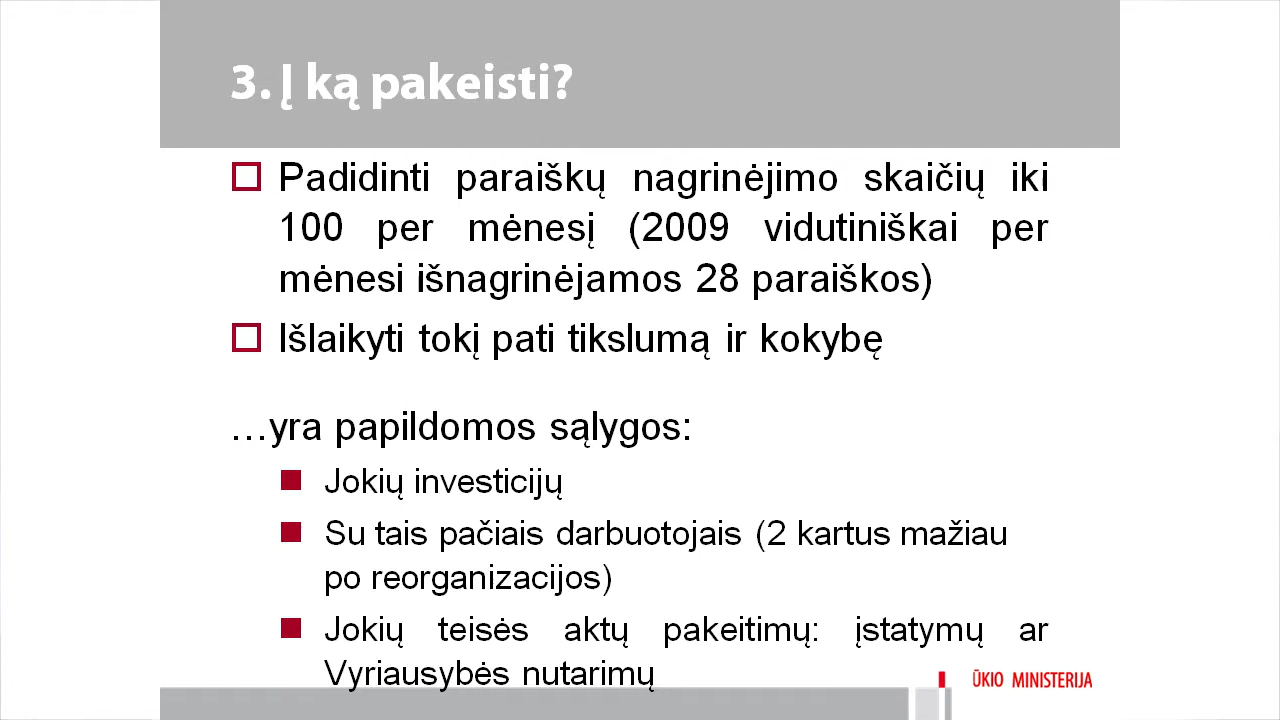 3. Į ką pakeisti?
Padidinti paraiškų nagrinėjimo skaičių iki
100 per mėnesį (2009 vidutiniškai per
mėnesi išnagrinėjamos 28 paraiškos)
Išlaikyti tokį pati tikslumą ir kokybę
…yra papildomos sąlygos:
Jokių investicijų
Su tais pačiais darbuotojais (2 kartus mažiau
po reorganizacijos)
Jokių teisės aktų pakeitimų: įstatymų ar
Vyriausybės nutarimų
ŪKIO MINISTERIJA